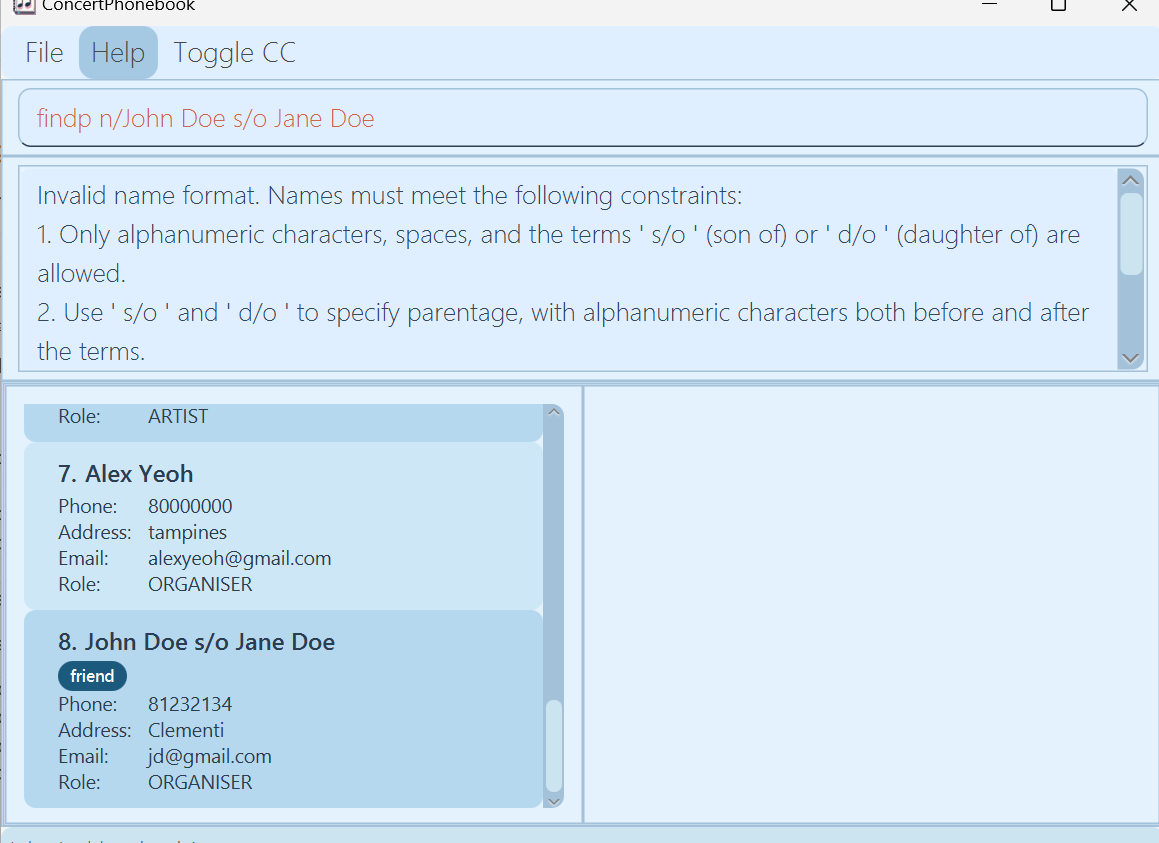 ConcertPhonebook
File Help Toggle CC
findp n/John Doe s/o Jane Doe
Invalid name format. Names must meet the following constraints:
1. Only alphanumeric characters, spaces, and the terms ' s/o ' (son of) or ' d/o ' (daughter of) are
allowed.
2. Use ' s/o ' and ' d/o ' to specify parentage, with alphanumeric characters both before and after
the terms.
Role: ARTIST
7. Alex Yeoh
Phone: 80000000
Address: tampines
Email: alexyeoh@gmail.com
Role: ORGANISER
8. John Doe s/o Jane Doe
friend
Phone: 81232134
Address: Clementi
Email: jd@gmail.com
Role: ORGANISER